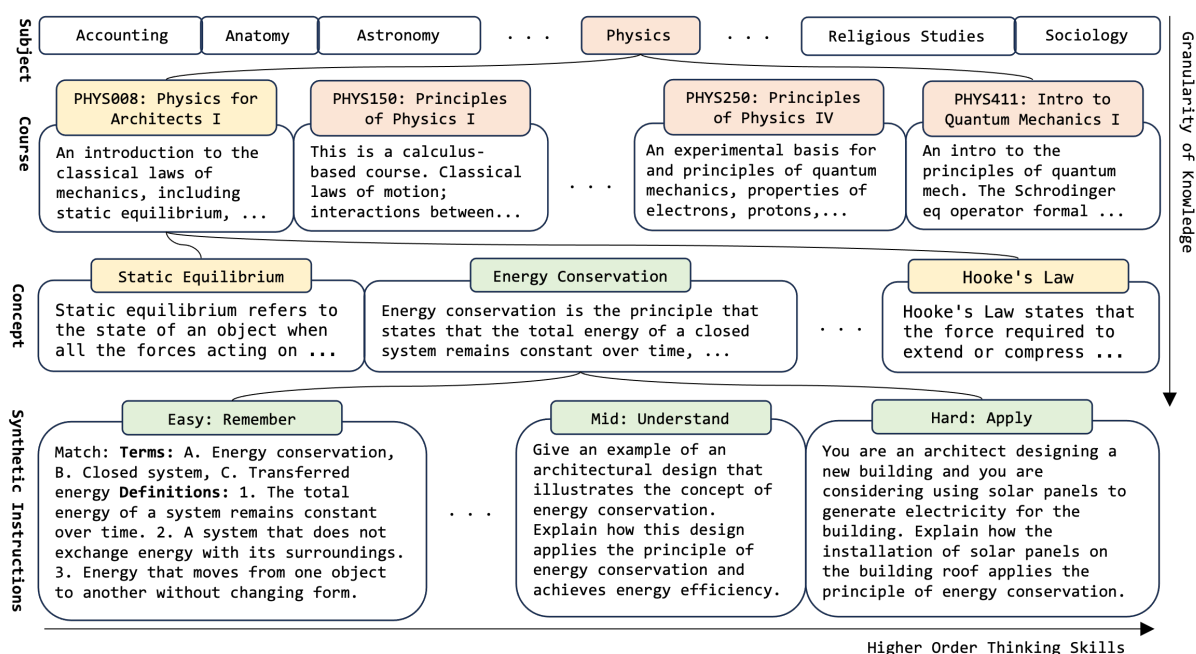 Subject
Accounting
Anatomy
Astronomy
. . .
Physics
. . .
Religious Studies
Sociology
Granularity of Knowledge
Course
PHYS008: Physics for
Architects I
An introduction to the
classical laws of
mechanics, including
static equilibrium, ...
PHYS150: Principles
of Physics I
This is a calculus-
based course. Classical
laws of motion;
interactions between...
. . .
PHYS250: Principles
of Physics IV
An experimental basis for
and principles of quantum
mechanics, properties of
electrons, protons,...
PHYS411: Intro to
Quantum Mechanics I
An intro to the
principles of quantum
mech. The Schrodinger
eq operator formal ...
Concept
Static Equilibrium
Static equilibrium refers to
the state of an object when
all the forces acting on ...
Energy Conservation
Energy conservation is the principle that
states that the total energy of a closed
system remains constant over time, ...
. . .
Hooke's Law
Hooke's Law states that
the force required to
extend or compress ...
Synthetic Instructions
Easy: Remember
Match: Terms: A. Energy conservation,
B. Closed system, C. Transferred
energy Definitions: 1. The total
energy of a system remains constant
over time. 2. A system that does not
exchange energy with its surroundings.
3. Energy that moves from one object
to another without changing form.
. . .
Mid: Understand
Give an example of an
architectural design that
illustrates the concept of
energy conservation.
Explain how this design
applies the principle of
energy conservation and
achieves energy efficiency.
Hard: Apply
You are an architect designing a
new building and you are
considering using solar panels to
generate electricity for the
building. Explain how the
installation of solar panels on
the building roof applies the
principle of energy conservation.
Higher Order Thinking Skills